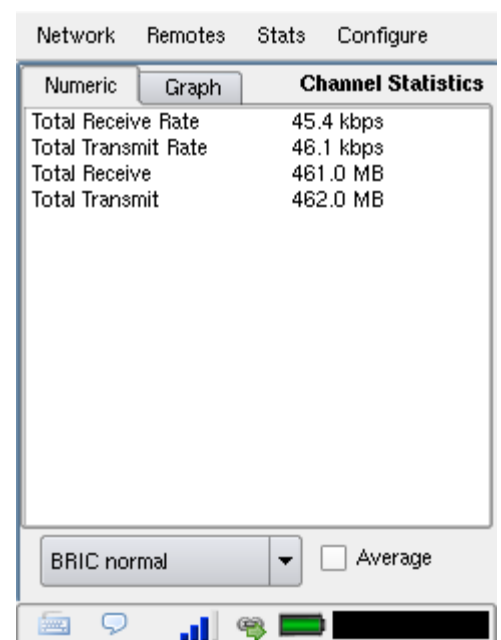 Network Remotes Stats Configure
Numeric Graph Channel Statistics
Total Receive Rate 45.4 kbps
Total Transmit Rate 46.1 kbps
Total Receive 461.0 MB
Total Transmit 462.0 MB
BRIC normal Average